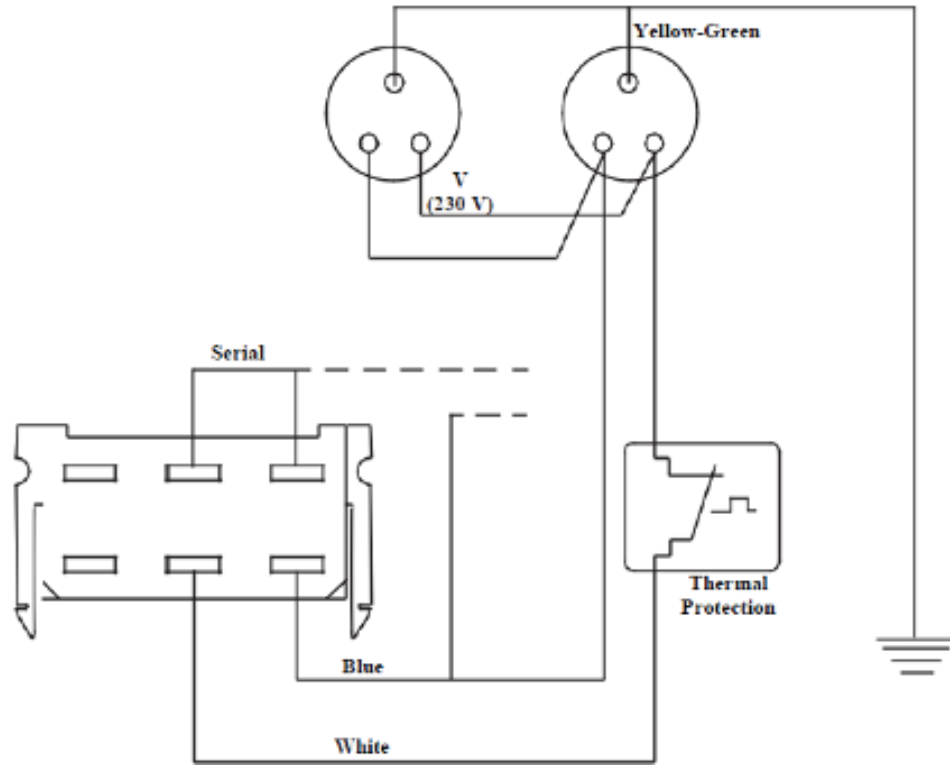 Yellow-Green
V
(230 V)
Serial
Thermal
Protection
Blue
White